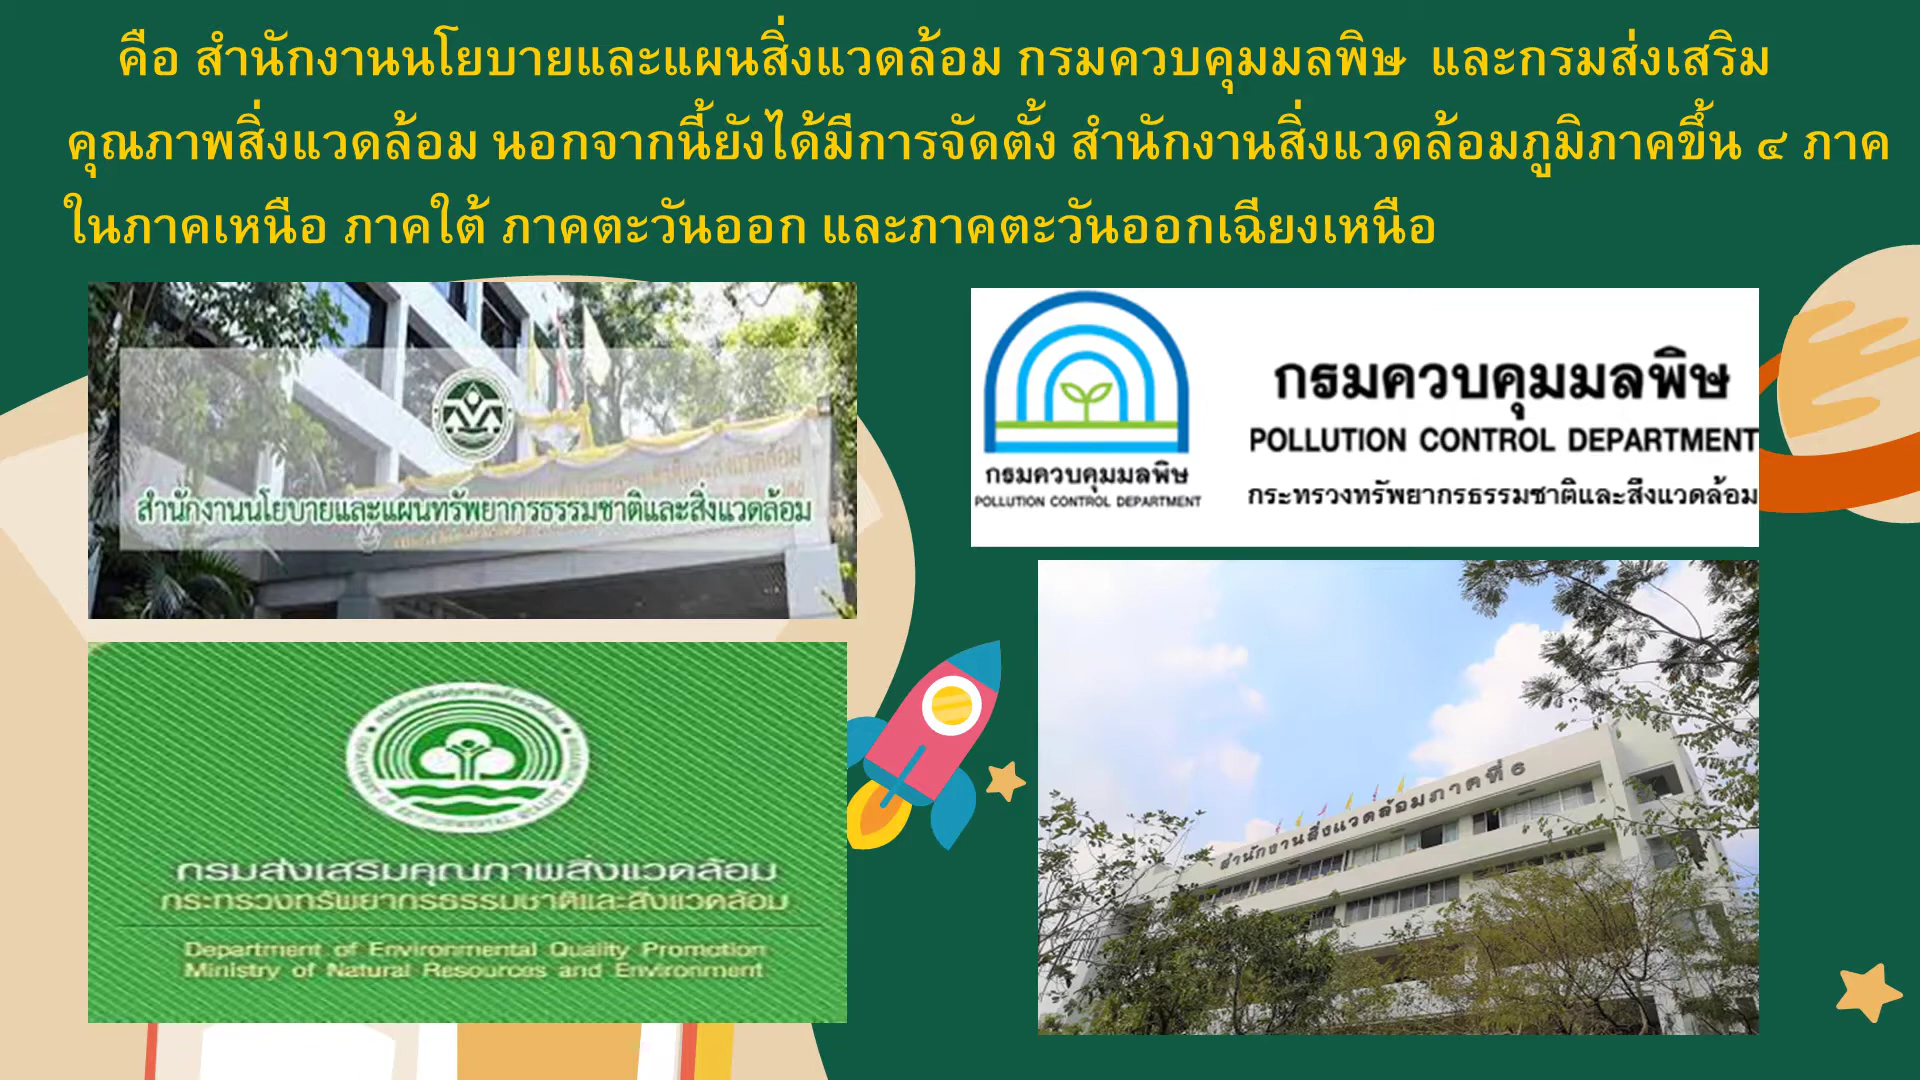 คือ สำนักงานนโยบายและแผนสิ่งแวดล้อม กรมควบคุมมลพิษ และกรมส่งเสริม
คุณภาพสิ่งแวดล้อม นอกจากนี้ยังได้มีการจัดตั้ง สำนักงานสิ่งแวดล้อมภูมิภาคขึ้น ๔ ภาค
ในภาคเหนือ ภาคใต้ ภาคตะวันออก และภาคตะวันออกเฉียงเหนือ
สำนักงานนโยบายและแผนทรัพยากรธรรมชาติและสิ่งแวดล้อม
กรมควบคุมมลพิษ
POLLUTION CONTROL DEPARTMENT
กรมควบคุมมลพิษ
POLLUTION CONTROL DEPARTMENT
กระทรวงทรัพยากรธรรมชาติและสิ่งแวดล้อม
กรมส่งเสริมคุณภาพสิ่งแวดล้อม
กระทรวงทรัพยากรธรรมชาติและสิ่งแวดล้อม
Department of Environmental Quality Promotion
Ministry of Natural Resources and Environment
สำนักงานสิ่งแวดล้อมภาคที่ 6